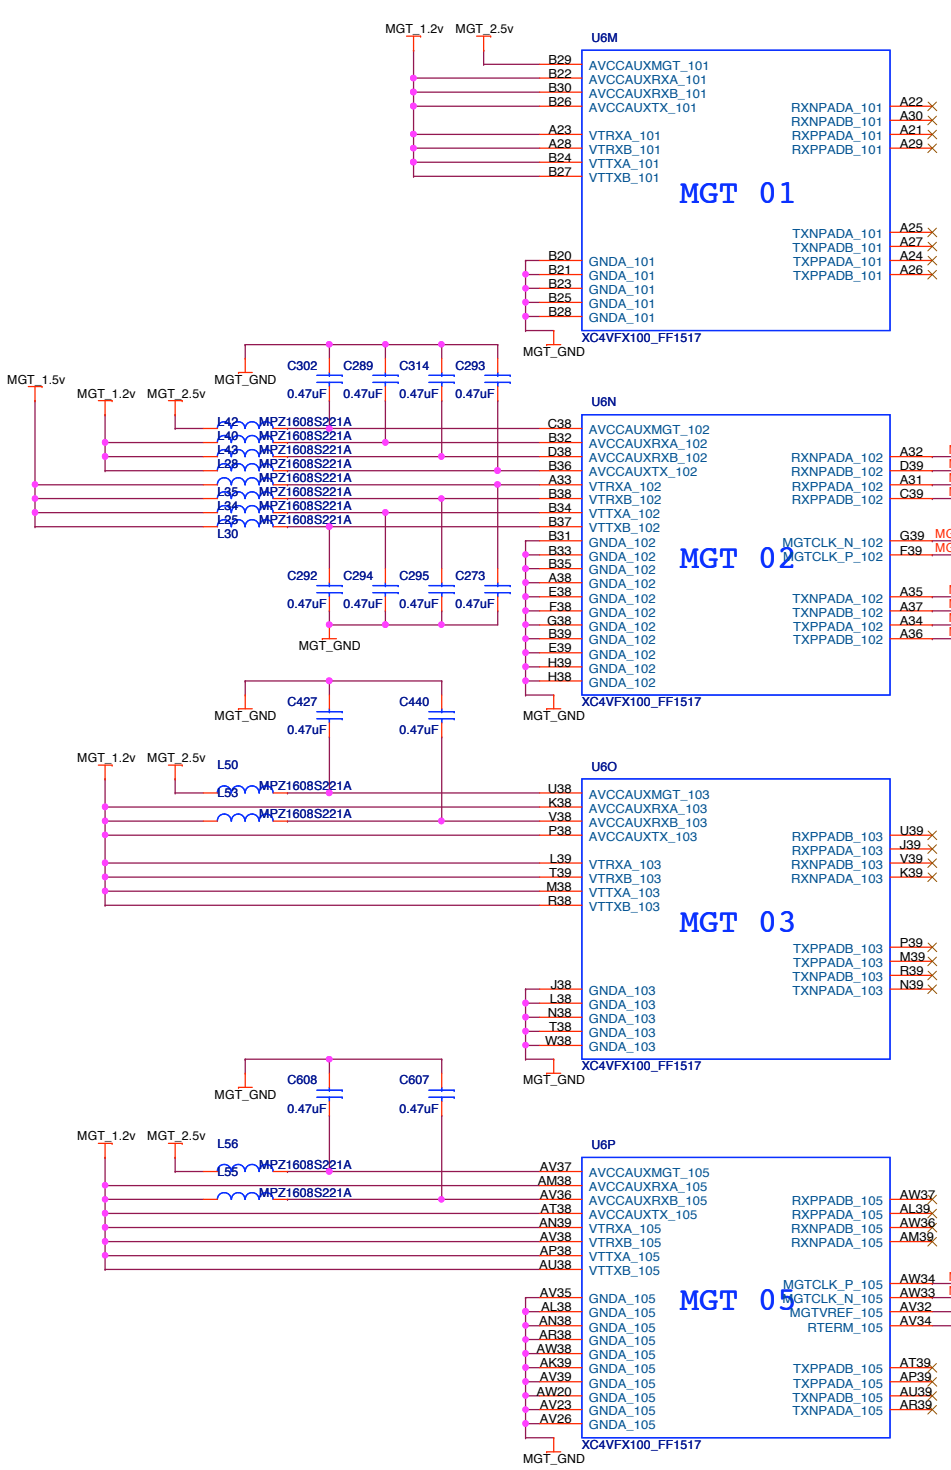 MGT_1.2v MGT_2.5v
U6M
B29 AVCCAUXMGT_101
B22 AVCCAUXRXA_101
B30 AVCCAUXRXB_101
B26 AVCCAUXTX_101
A23 VTRXA_101
A28 VTRXB_101
B24 VTTXA_101
B27 VTTXB_101
RXNPADA_101 A22
RXNPADB_101 A30
RXPPADA_101 A21
RXPPADB_101 A29
MGT 01
TXNPADA_101 A25
TXNPADB_101 A27
TXPPADA_101 A24
TXPPADB_101 A26
B20 GNDA_101
B21 GNDA_101
B23 GNDA_101
B25 GNDA_101
B28 GNDA_101
MGT_GND
XC4VFX100_FF1517
MGT_1.5v
MGT_1.2v MGT_2.5v
MGT_GND
C302 C289 C314 C293
0.47uF 0.47uF 0.47uF 0.47uF
L42 MPZ1608S221A
L40 MPZ1608S221A
L43 MPZ1608S221A
L28 MPZ1608S221A
MPZ1608S221A
L35 MPZ1608S221A
L34 MPZ1608S221A
L25 MPZ1608S221A
L30
C292 C294 C295 C273
0.47uF 0.47uF 0.47uF 0.47uF
MGT_GND
U6N
C38 AVCCAUXMGT_102
B32 AVCCAUXRXA_102
D38 AVCCAUXRXB_102
B36 AVCCAUXTX_102
A33 VTRXA_102
B38 VTRXB_102
B34 VTTXA_102
B37 VTTXB_102
B31 GNDA_102
B33 GNDA_102
B35 GNDA_102
A38 GNDA_102
E38 GNDA_102
F38 GNDA_102
G38 GNDA_102
B39 GNDA_102
E39 GNDA_102
H39 GNDA_102
H38 GNDA_102
RXNPADA_102 A32
RXNPADB_102 D39
RXPPADA_102 A31
RXPPADB_102 C39
MGTCLK_N_102 G39
MGTCLK_P_102 F39
MGT 02
TXNPADA_102 A35
TXNPADB_102 A37
TXPPADA_102 A34
TXPPADB_102 A36
MGT_GND
XC4VFX100_FF1517
MGT_GND
C427 C440
0.47uF 0.47uF
MGT_1.2v MGT_2.5v
L50
MPZ1608S221A
L53
MPZ1608S221A
U6O
U38 AVCCAUXMGT_103
K38 AVCCAUXRXA_103
V38 AVCCAUXRXB_103
P38 AVCCAUXTX_103
L39 VTRXA_103
T39 VTRXB_103
M38 VTTXA_103
R38 VTTXB_103
RXPPADB_103 U39
RXPPADA_103 J39
RXNPADB_103 V39
RXNPADA_103 K39
MGT 03
TXPPADB_103 P39
TXPPADA_103 M39
TXNPADB_103 R39
TXNPADA_103 N39
J38 GNDA_103
L38 GNDA_103
N38 GNDA_103
T38 GNDA_103
W38 GNDA_103
MGT_GND
XC4VFX100_FF1517
MGT_GND
C608 C607
0.47uF 0.47uF
MGT_1.2v MGT_2.5v
L56
MPZ1608S221A
L55
MPZ1608S221A
U6P
AV37 AVCCAUXMGT_105
AM38 AVCCAUXRXA_105
AV36 AVCCAUXRXB_105
AT38 AVCCAUXTX_105
AN39 VTRXA_105
AV38 VTRXB_105
AP38 VTTXA_105
AU38 VTTXB_105
RXPPADB_105 AW37
RXPPADA_105 AL39
RXNPADB_105 AW36
RXNPADA_105 AM39
MGTCLK_P_105 AW34
MGTCLK_N_105 AW33
MGTVREF_105 AV32
RTERM_105 AV34
MGT 05
AV35 GNDA_105
AL38 GNDA_105
AN38 GNDA_105
AR38 GNDA_105
AW38 GNDA_105
AK39 GNDA_105
AV39 GNDA_105
AW20 GNDA_105
AV23 GNDA_105
AV26 GNDA_105
TXPPADB_105 AT39
TXPPADA_105 AP39
TXNPADB_105 AU39
TXNPADA_105 AR39
MGT_GND
XC4VFX100_FF1517